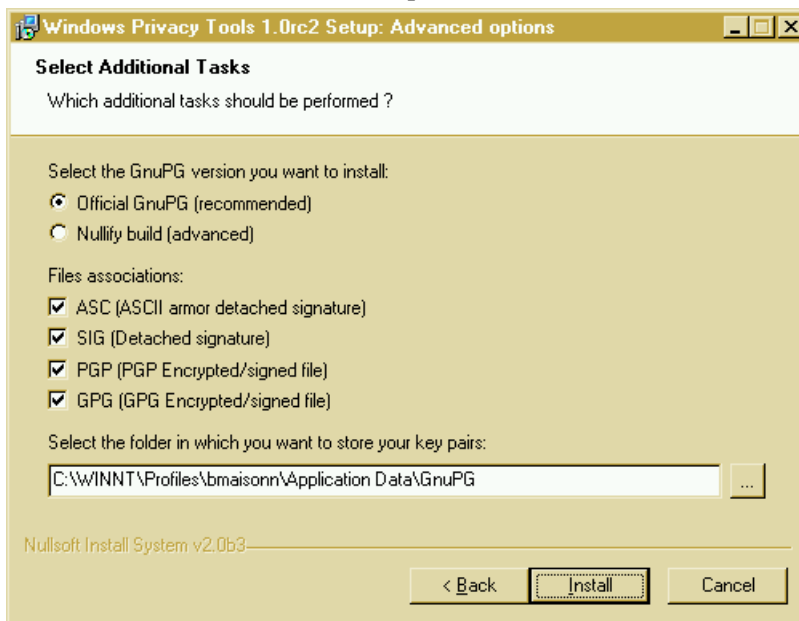 Windows Privacy Tools 1.0rc2 Setup: Advanced options
Select Additional Tasks
Which additional tasks should be performed ?
Select the GnuPG version you want to install:
Official GnuPG (recommended)
Nullify build (advanced)
Files associations:
ASC (ASCII armor detached signature)
SIG (Detached signature)
PGP (PGP Encrypted/signed file)
GPG (GPG Encrypted/signed file)
Select the folder in which you want to store your key pairs:
C:\WINNT\Profiles\bmaisonn\Application Data\GnuPG
...
Nullsoft Install System v2.0b3
< Back Install Cancel